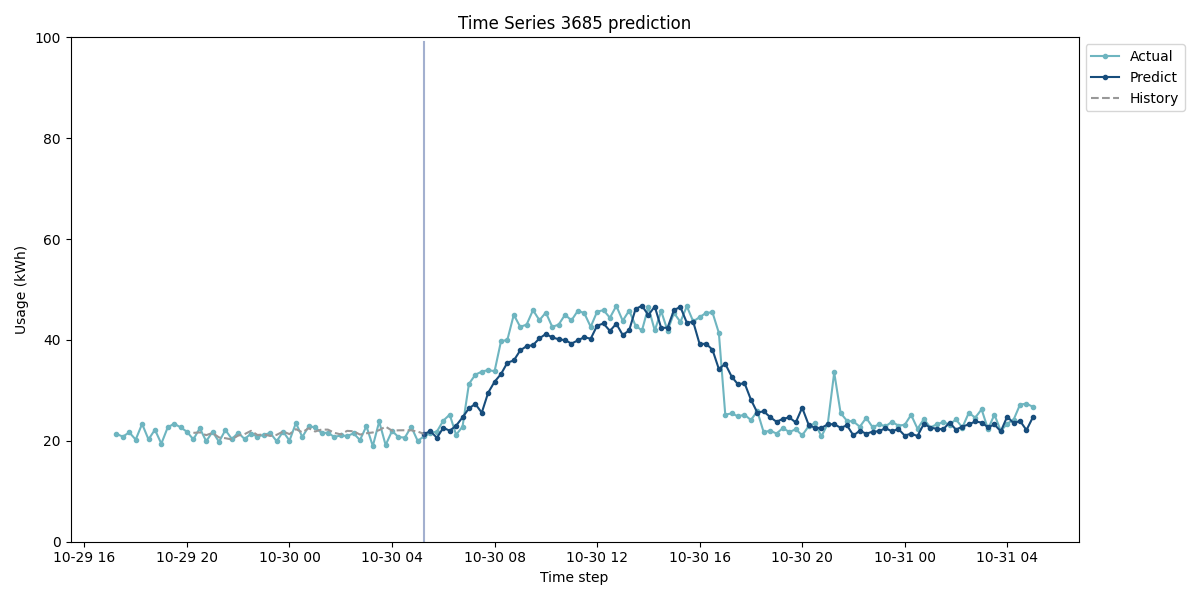 Time Series 3685 prediction
100
80
60
40
20
0
Usage (kWh)
10-29 16 10-29 20 10-30 00 10-30 04 10-30 08 10-30 12 10-30 16 10-30 20 10-31 00 10-31 04
Time step
Actual
Predict
History